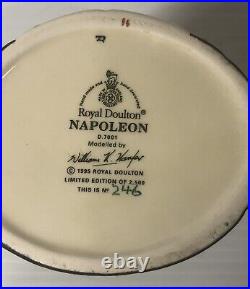 Royal Doulton®
NAPOLEON
D.7001
Modelled by
William K Harper
© 1995 ROYAL DOULTON
LIMITED EDITION OF 2,500
THIS IS Nº 246